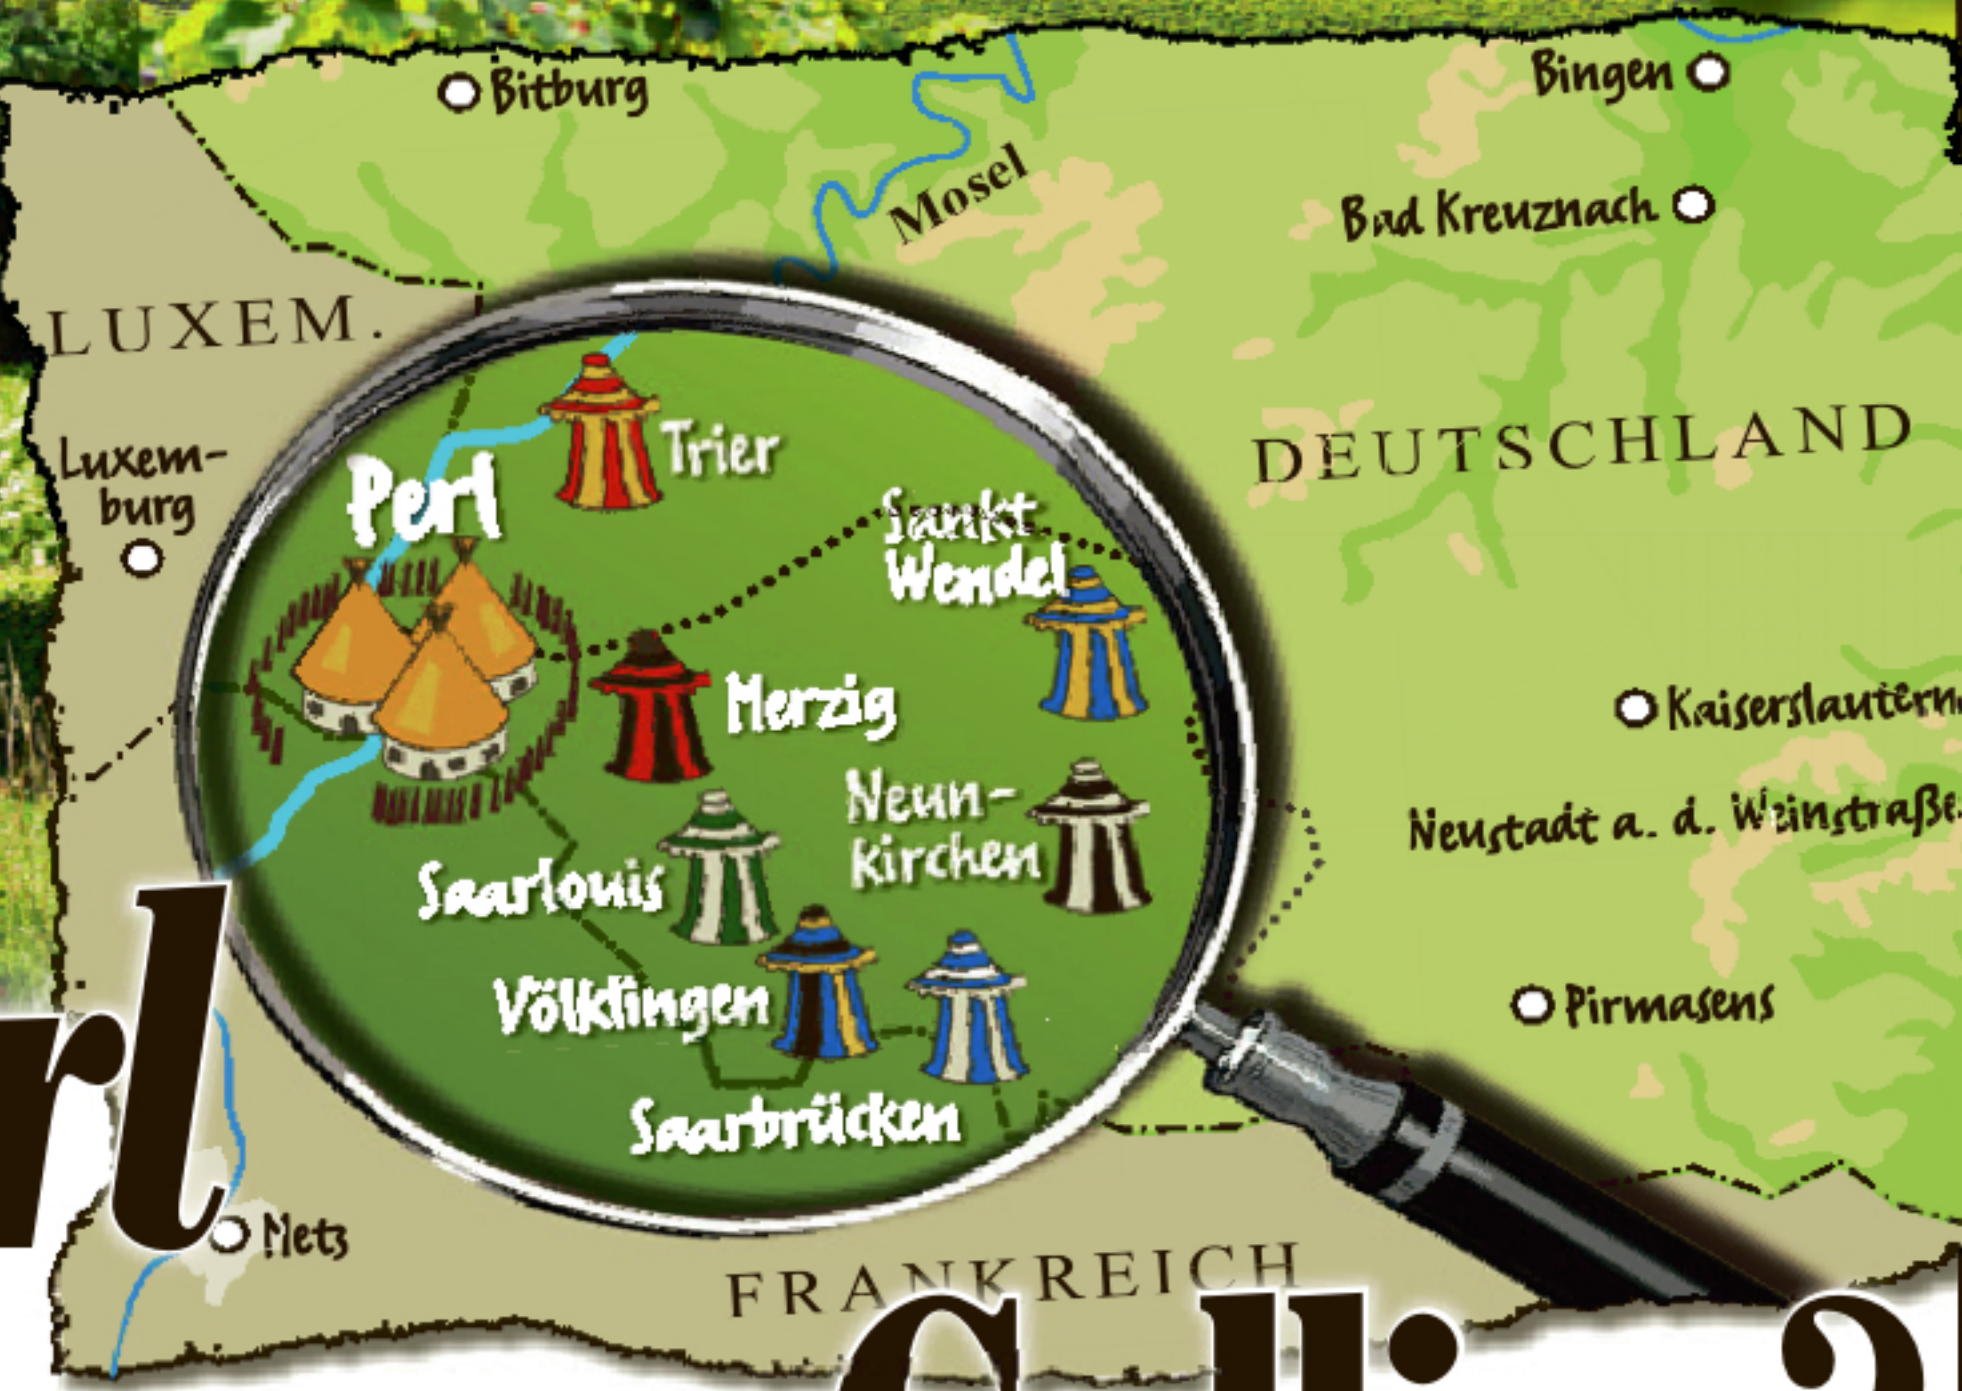 Bitburg
Bingen
Mosel
Bad Kreuznach
LUXEM.
DEUTSCHLAND
Luxem-
burg
Trier
Perl
Sankt
Wendel
Merzig
Kaiserslautern
Neun-
kirchen
Neustadt a. d. Weinstraße
Saarlouis
Völklingen
Pirmasens
Saarbrücken
rl
Metz
FRANKREICH